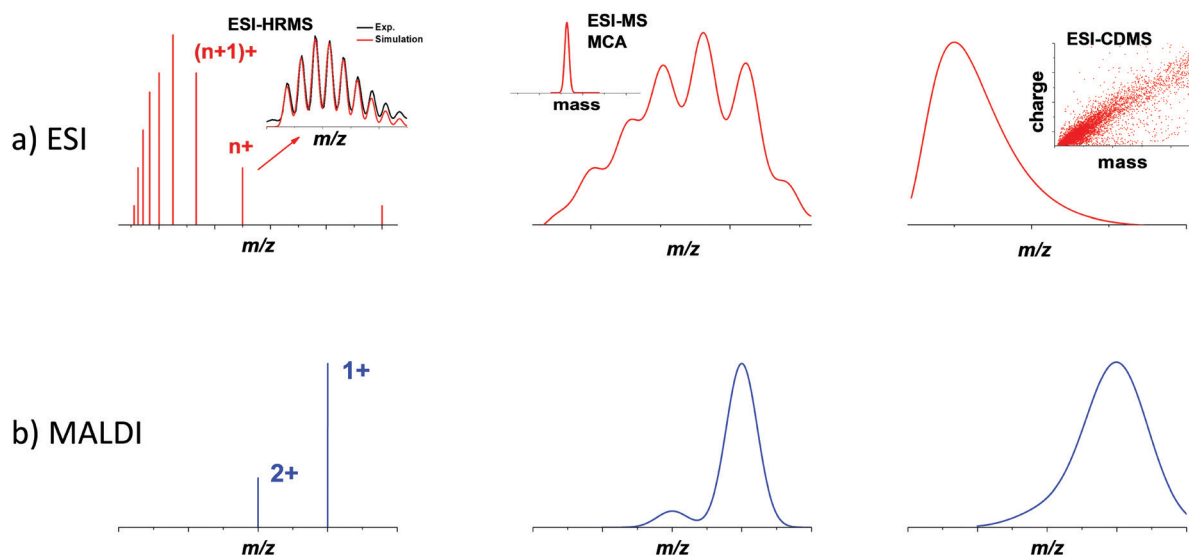 ESI-HRMS
Exp.
Simulation
(n+1)+
m/z
n+
m/z
a) ESI
ESI-MS
MCA
mass
m/z
ESI-CDMS
charge
mass
m/z
b) MALDI
1+
2+
m/z
m/z
m/z